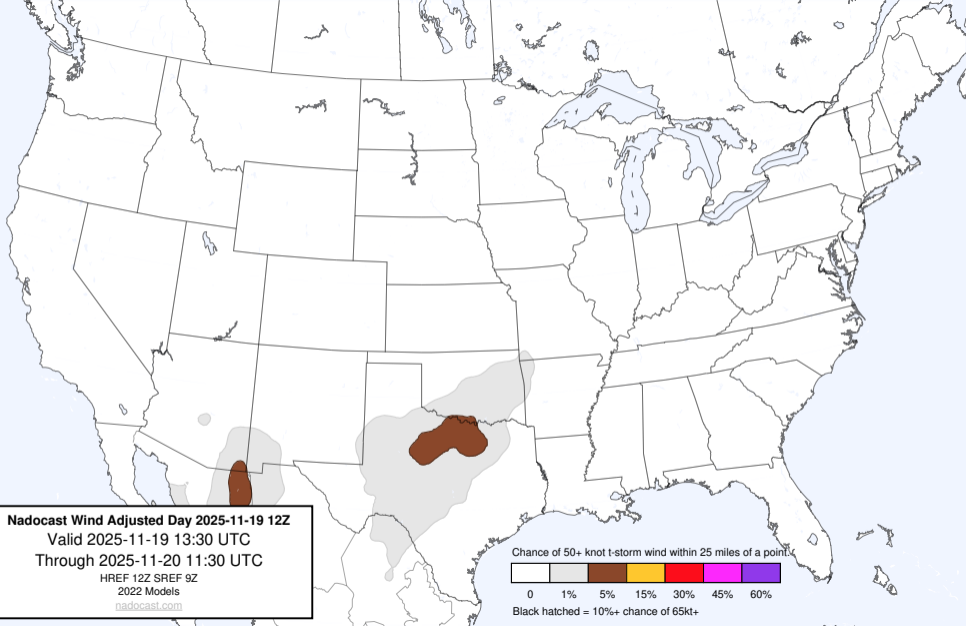 Nadocast Wind Adjusted Day 2025-11-19 12Z
Valid 2025-11-19 13:30 UTC
Through 2025-11-20 11:30 UTC
HREF 12Z SREF 9Z
2022 Models
nadocast.com
Chance of 50+ knot t-storm wind within 25 miles of a point.
0 1% 5% 15% 30% 45% 60%
Black hatched = 10%+ chance of 65kt+